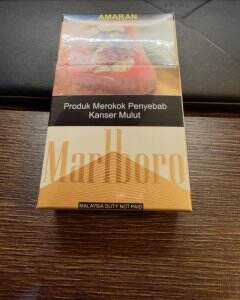 AMARAN
Produk Merokok Penyebab
Kanser Mulut
Marlboro
MALAYSIA DUTY NOT PAID